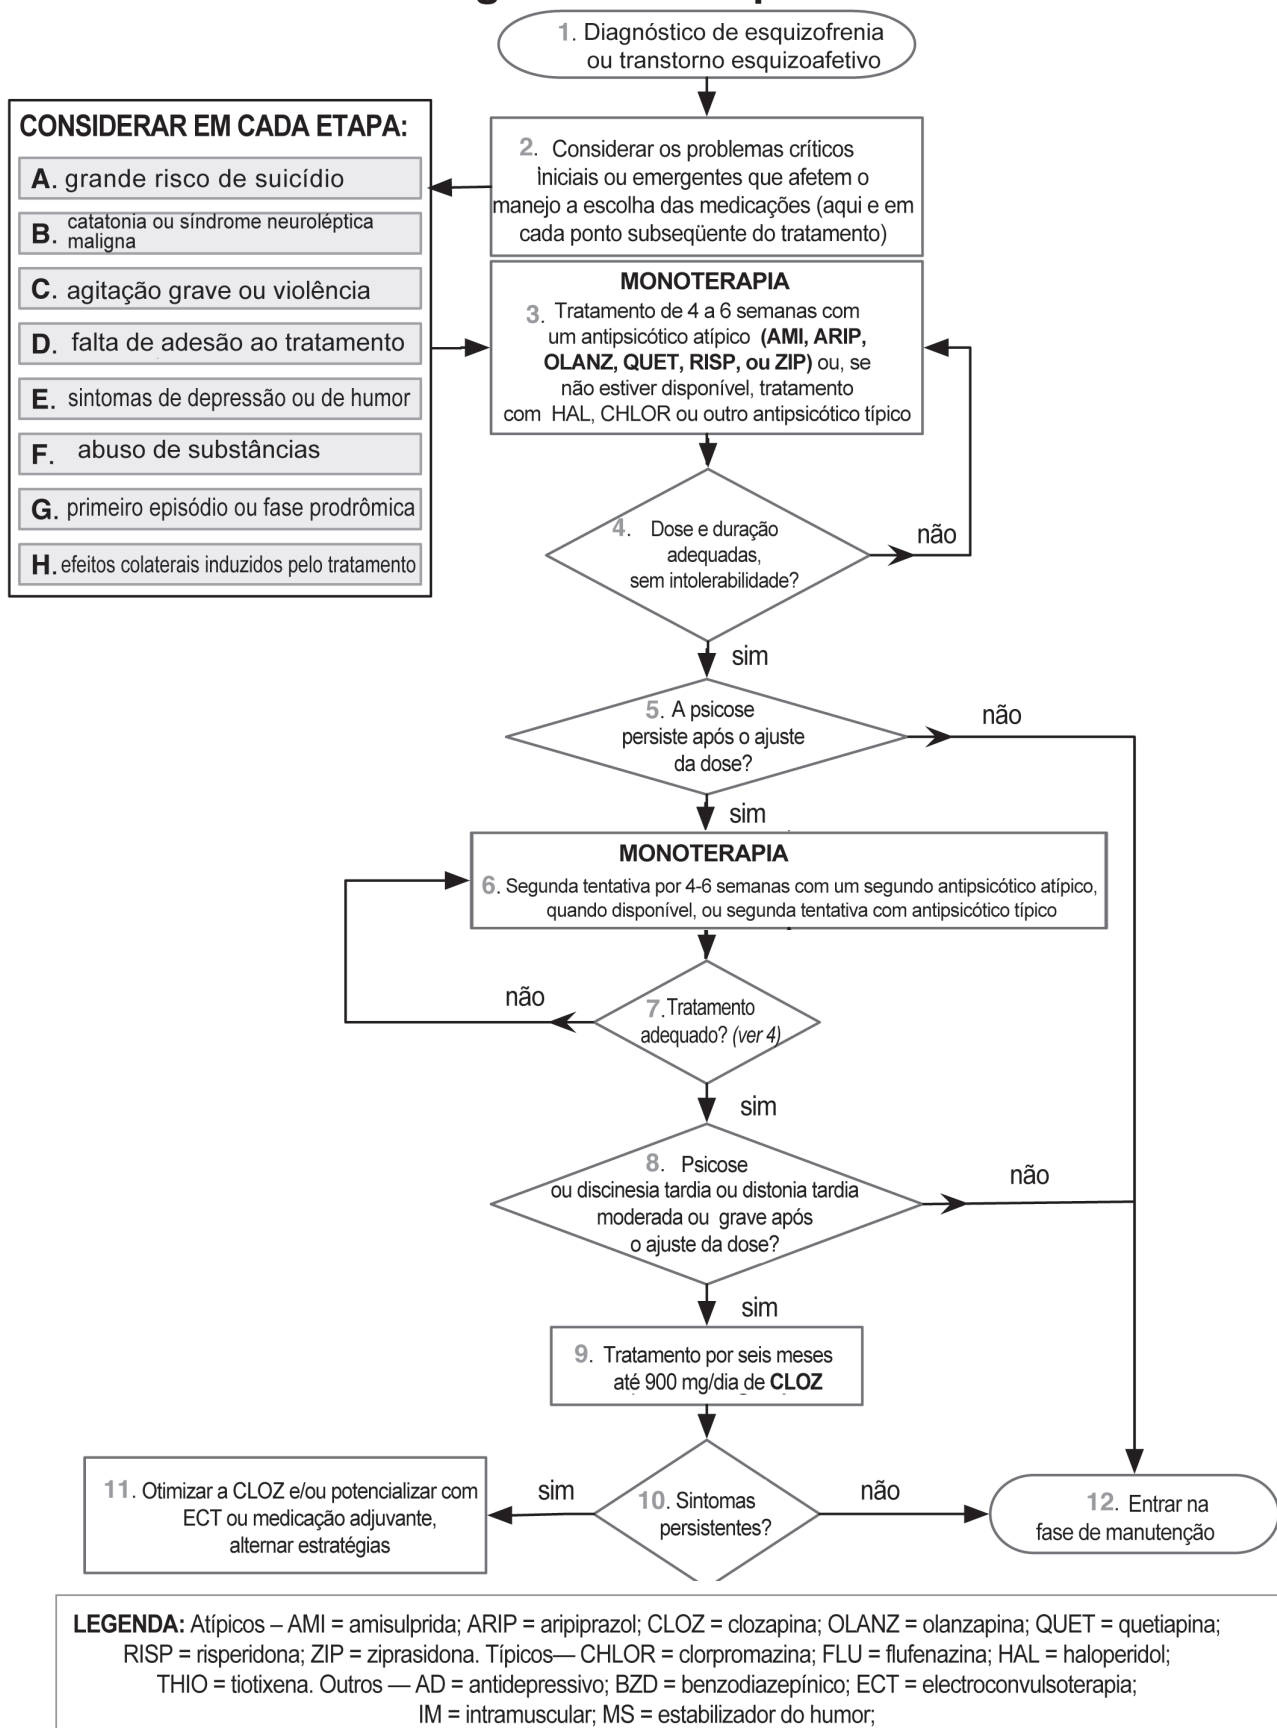 1. Diagnóstico de esquizofrenia
ou transtorno esquizoafetivo
CONSIDERAR EM CADA ETAPA:
A. grande risco de suicídio
B. catatonia ou síndrome neuroléptica
maligna
C. agitação grave ou violência
D. falta de adesão ao tratamento
E. sintomas de depressão ou de humor
F. abuso de substâncias
G. primeiro episódio ou fase prodrômica
H. efeitos colaterais induzidos pelo tratamento
2. Considerar os problemas críticos
iniciais ou emergentes que afetem o
manejo a escolha das medicações (aqui e em
cada ponto subseqüente do tratamento)
MONOTERAPIA
3. Tratamento de 4 a 6 semanas com
um antipsicótico atípico (AMI, ARIP,
OLANZ, QUET, RISP, ou ZIP) ou, se
não estiver disponível, tratamento
com HAL, CHLOR ou outro antipsicótico típico
4. Dose e duração
adequadas,
sem intolerabilidade?
não
sim
5. A psicose
persiste após o ajuste
da dose?
não
sim
MONOTERAPIA
6. Segunda tentativa por 4-6 semanas com um segundo antipsicótico atípico,
quando disponível, ou segunda tentativa com antipsicótico típico
não
7. Tratamento
adequado? (ver 4)
sim
8. Psicose
ou discinesia tardia ou distonia tardia
moderada ou grave após
o ajuste da dose?
não
sim
9. Tratamento por seis meses
até 900 mg/dia de CLOZ
11. Otimizar a CLOZ e/ou potencializar com
ECT ou medicação adjuvante,
alternar estratégias
sim
10. Sintomas
persistentes?
não
12. Entrar na
fase de manutenção
LEGENDA: Atípicos – AMI = amisulprida; ARIP = aripiprazol; CLOZ = clozapina; OLANZ = olanzapina; QUET = quetiapina;
RISP = risperidona; ZIP = ziprasidona. Típicos— CHLOR = clorpromazina; FLU = flufenazina; HAL = haloperidol;
THIO = tiotixena. Outros — AD = antidepressivo; BZD = benzodiazepínico; ECT = electroconvulsoterapia;
IM = intramuscular; MS = estabilizador do humor;